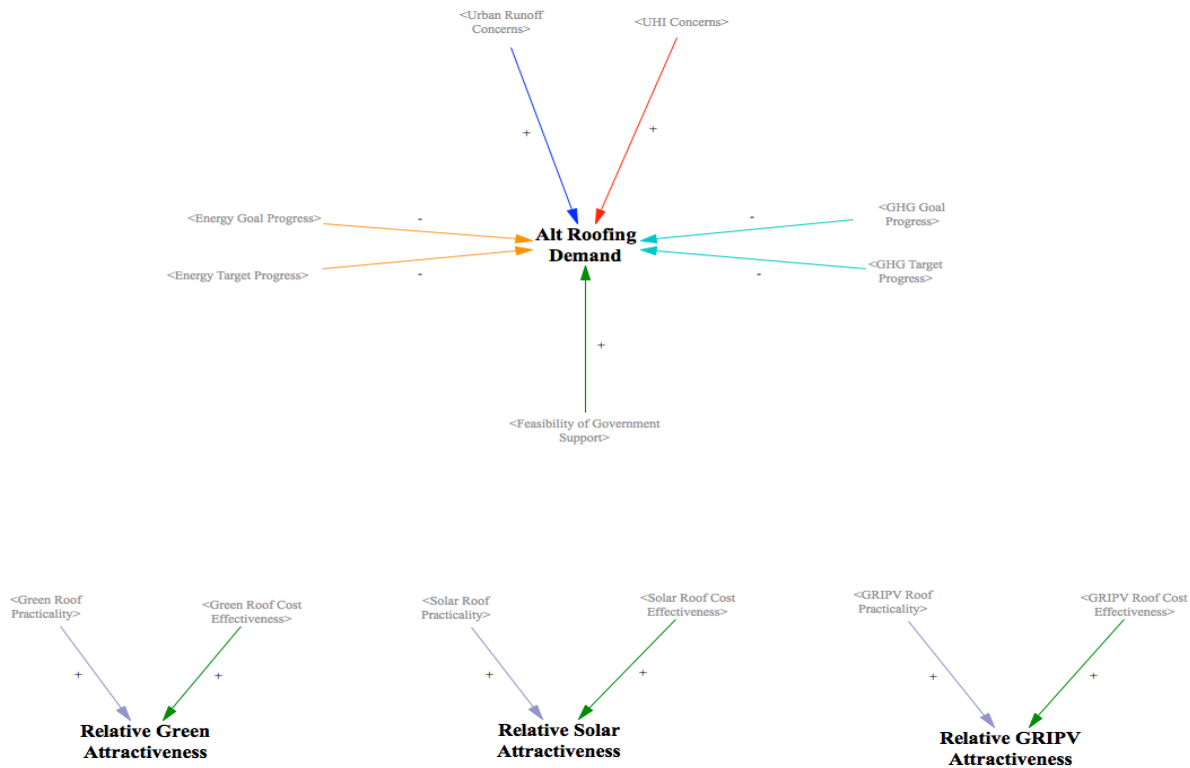 <Urban Runoff
Concerns>
<UHI Concerns>
+
+
<Energy Goal Progress>
-
-
<GHG Goal
Progress>
Alt Roofing
Demand
<Energy Target Progress>
-
-
<GHG Target
Progress>
+
<Feasibility of Government
Support>
<Green Roof
Practicality>
<Green Roof Cost
Effectiveness>
+
+
Relative Green
Attractiveness
<Solar Roof
Practicality>
<Solar Roof Cost
Effectiveness>
+
+
Relative Solar
Attractiveness
<GRIPV Roof
Practicality>
<GRIPV Roof Cost
Effectiveness>
+
+
Relative GRIPV
Attractiveness